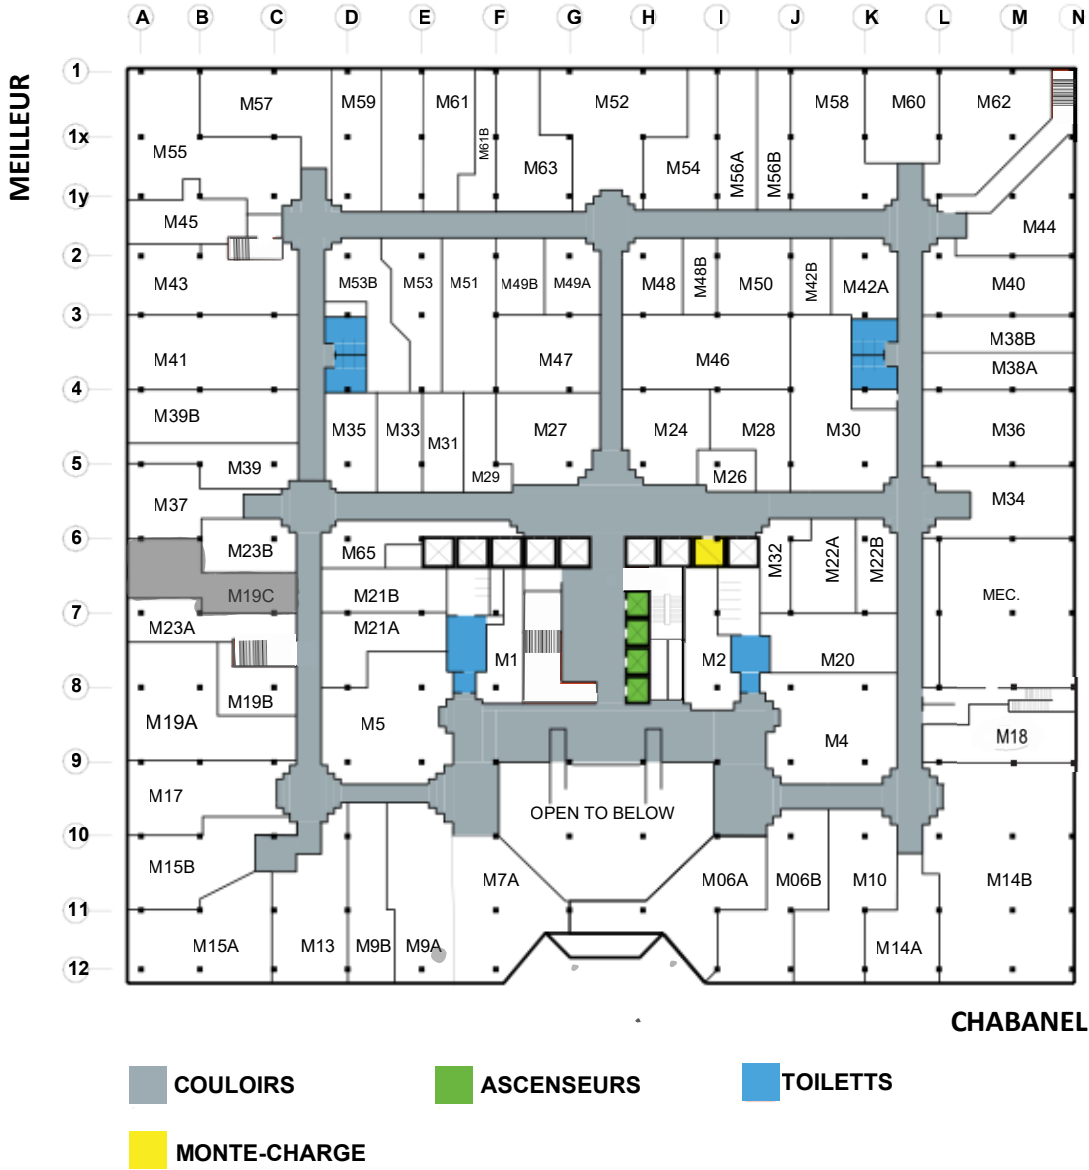 A B C D E F G H I J K L M N
MEILLEUR
1
M57 M59 M61 M52 M58 M60 M62
1x
M55 M61B M63 M54 M56A M56B
1y
M45 M44
2
M43 M53B M53 M51 M49B M49A M48 M48B M50 M42B M42A M40
3
M38B
M41 M47 M46
M38A
4
M39B
M35 M33 M31 M27 M24 M28 M30 M36
5
M39 M29 M26
M37 M34
6
M23B M65 M32 M22A M22B
M19C M21B MEC.
7
M23A M21A
M1 M2 M20
8
M19B
M19A M5 M4 M18
9
M17
OPEN TO BELOW
10
M15B M7A M06A M06B M10 M14B
11
M15A M13 M9B M9A M14A
12
CHABANEL
COULOIRS ASCENSEURS TOILETTS
MONTE-CHARGE